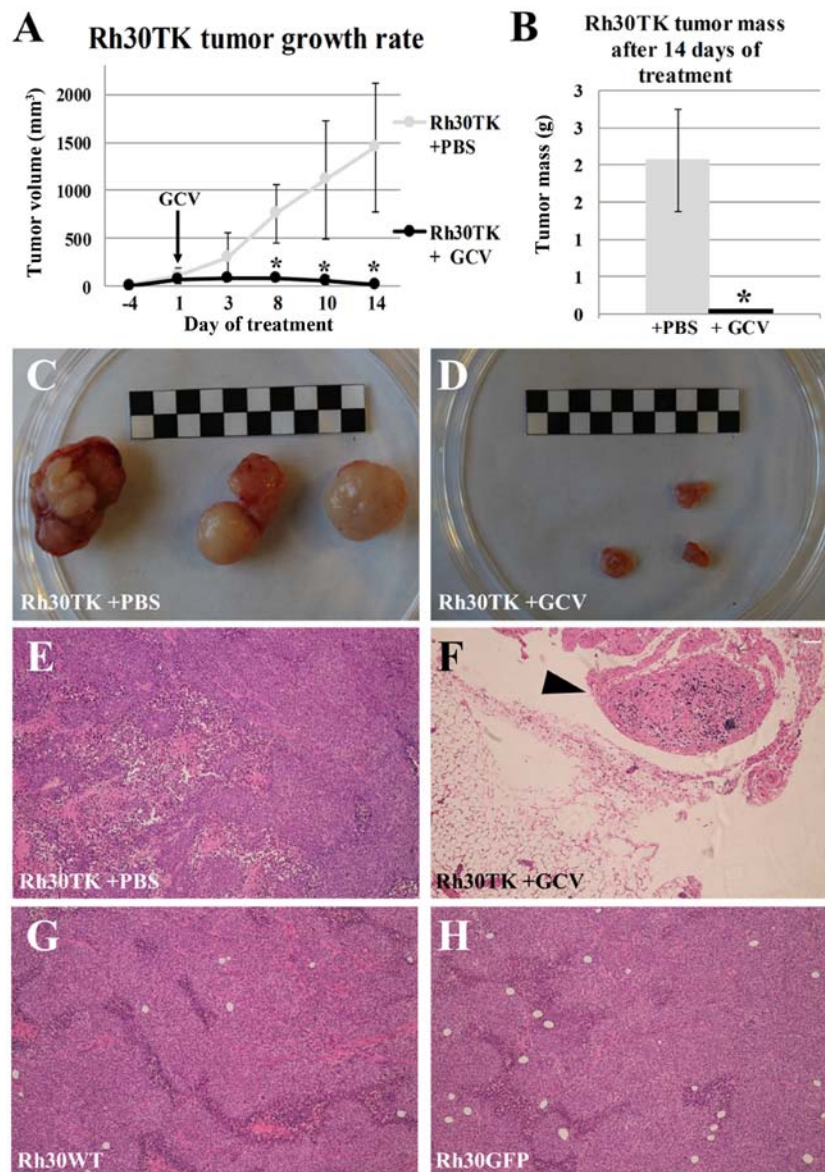 A
Rh30TK tumor growth rate
Tumor volume (mm³)
2000
1500
1000
500
0
GCV
* * *
-4 1 3 8 10 14
Day of treatment
Rh30TK
+PBS
Rh30TK
+ GCV
B
Rh30TK tumor mass
after 14 days of
treatment
Tumor mass (g)
3
3
2
2
1
1
0
*
+PBS + GCV
C
Rh30TK +PBS
D
Rh30TK +GCV
E
Rh30TK +PBS
F
Rh30TK +GCV
G
Rh30WT
H
Rh30GFP